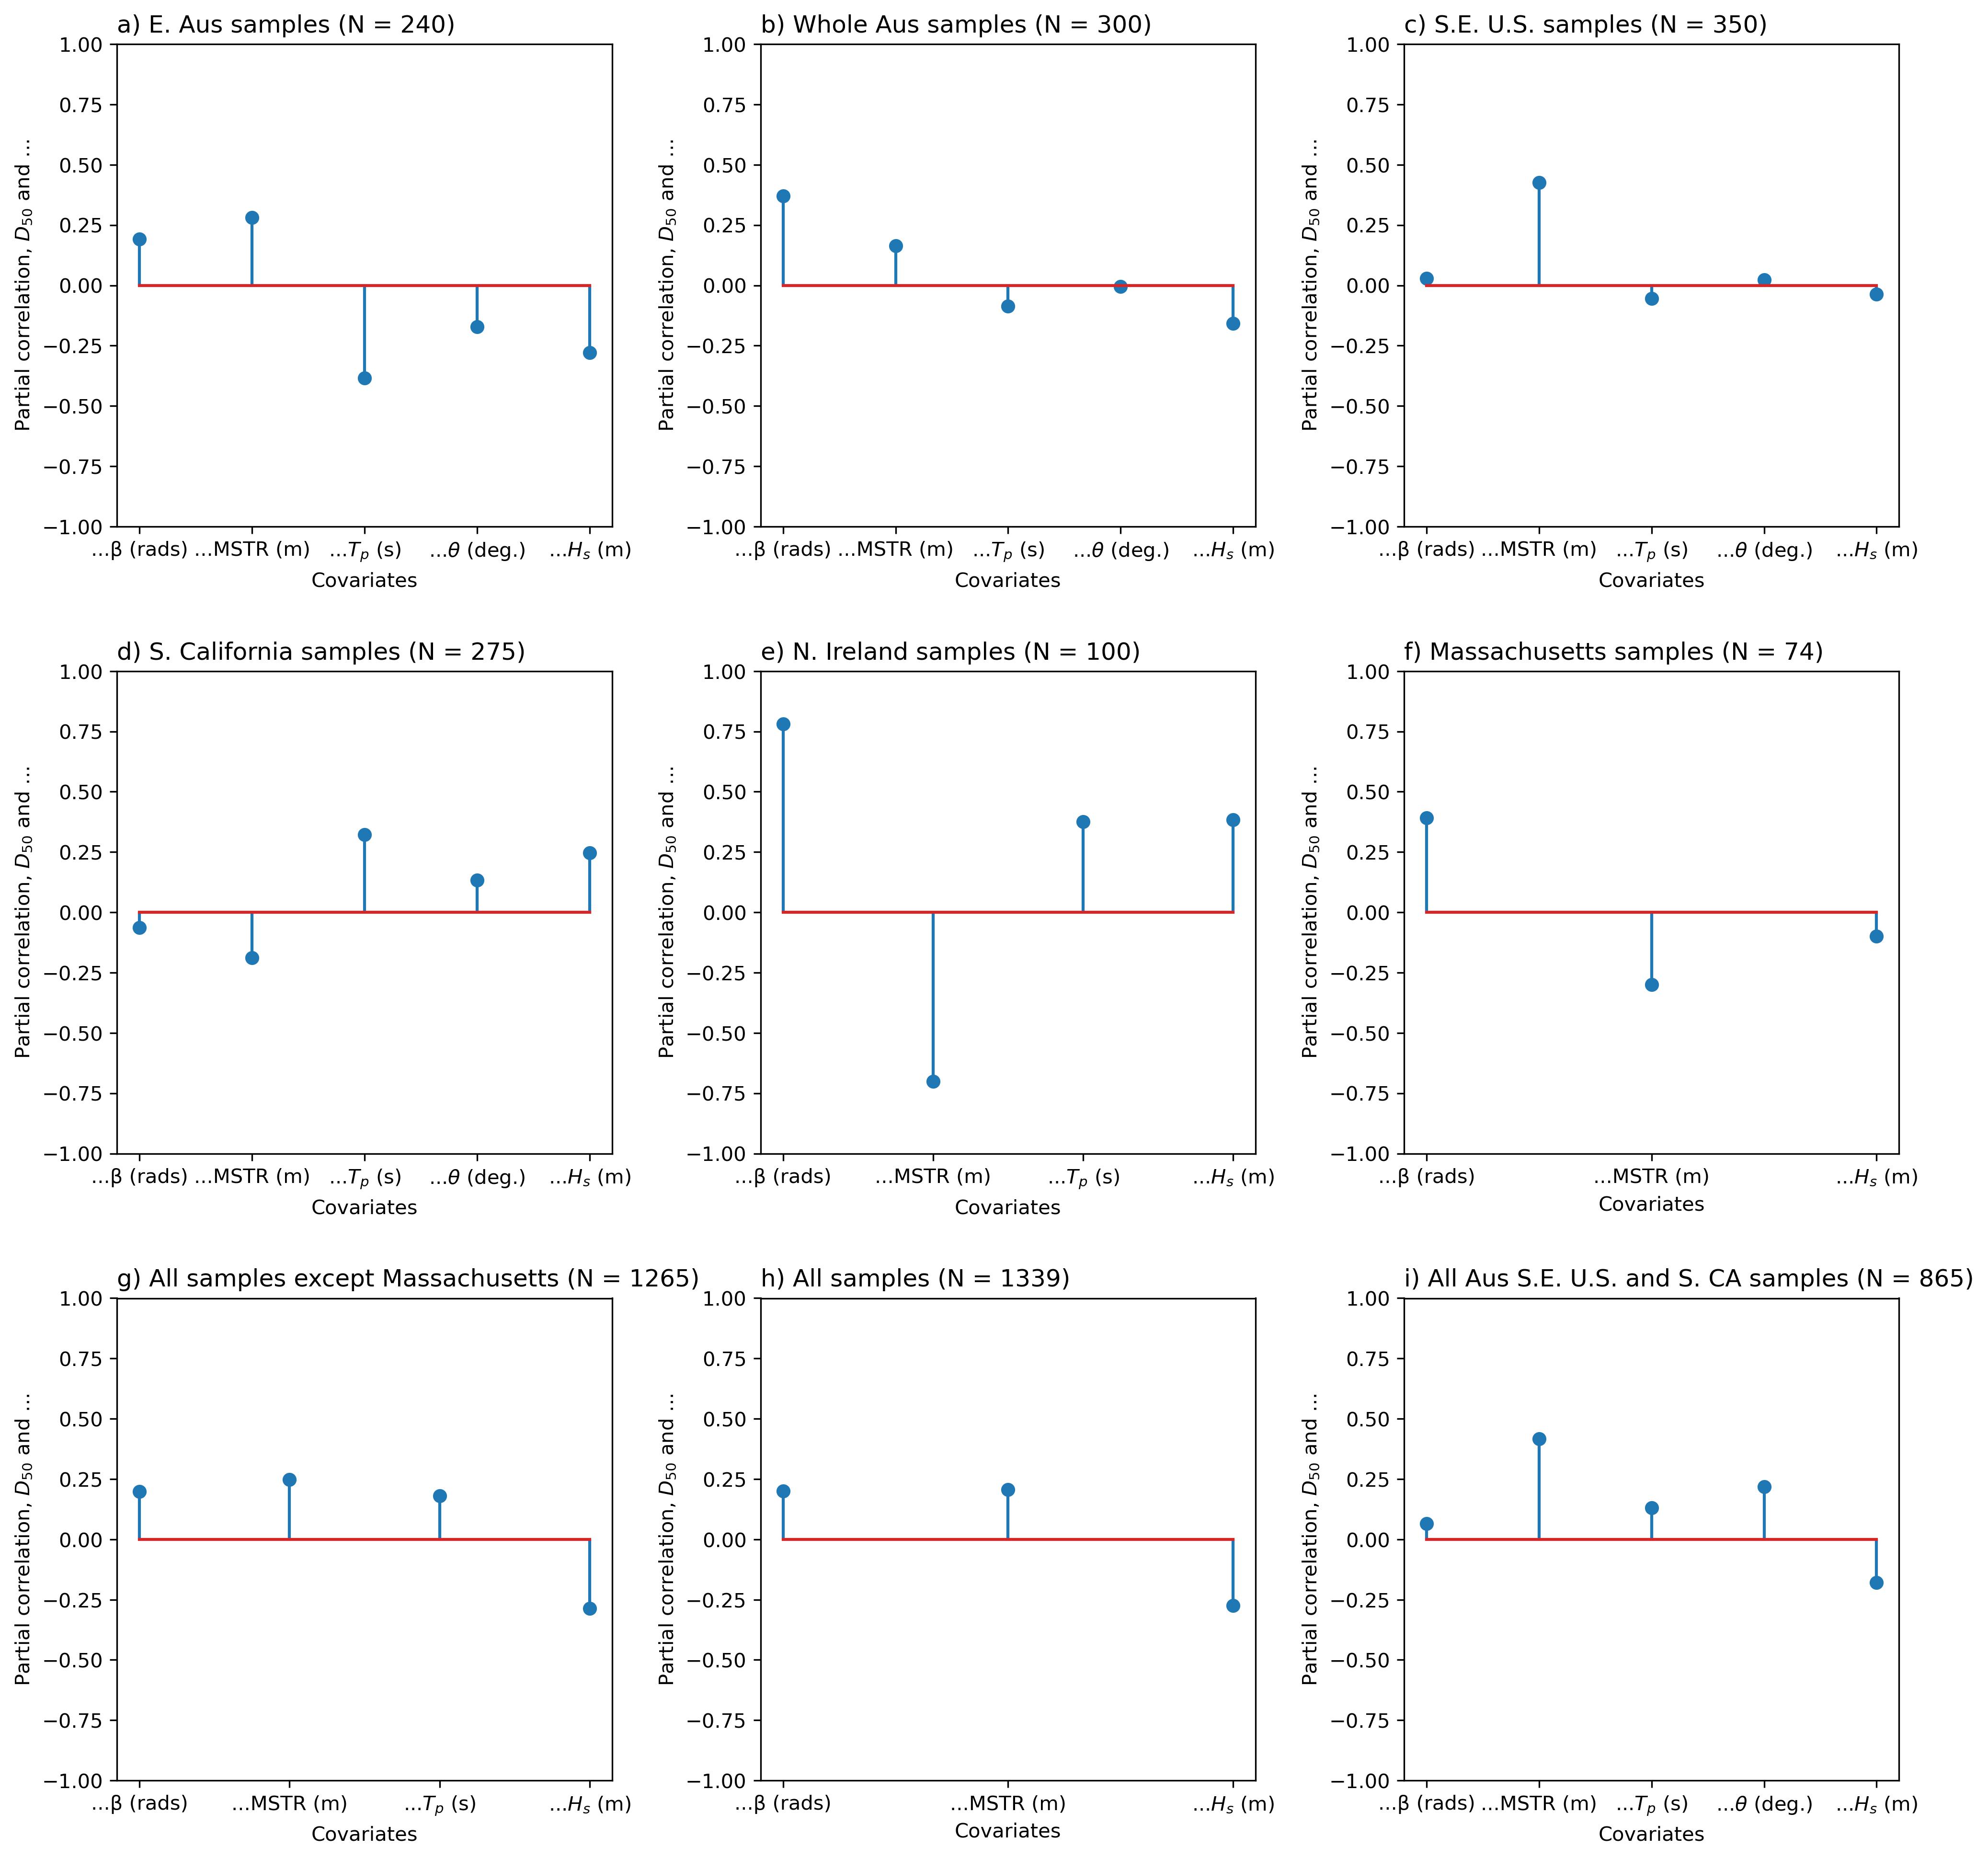 a) E. Aus samples (N = 240)
1.00
0.75
0.50
0.25
0.00
−0.25
−0.50
−0.75
−1.00
Partial correlation, D50 and ...
...β (rads) ...MSTR (m) ...Tp (s) ...θ (deg.) ...Hs (m)
Covariates
b) Whole Aus samples (N = 300)
1.00
0.75
0.50
0.25
0.00
−0.25
−0.50
−0.75
−1.00
Partial correlation, D50 and ...
...β (rads) ...MSTR (m) ...Tp (s) ...θ (deg.) ...Hs (m)
Covariates
c) S.E. U.S. samples (N = 350)
1.00
0.75
0.50
0.25
0.00
−0.25
−0.50
−0.75
−1.00
Partial correlation, D50 and ...
...β (rads) ...MSTR (m) ...Tp (s) ...θ (deg.) ...Hs (m)
Covariates
d) S. California samples (N = 275)
1.00
0.75
0.50
0.25
0.00
−0.25
−0.50
−0.75
−1.00
Partial correlation, D50 and ...
...β (rads) ...MSTR (m) ...Tp (s) ...θ (deg.) ...Hs (m)
Covariates
e) N. Ireland samples (N = 100)
1.00
0.75
0.50
0.25
0.00
−0.25
−0.50
−0.75
−1.00
Partial correlation, D50 and ...
...β (rads) ...MSTR (m) ...Tp (s) ...Hs (m)
Covariates
f) Massachusetts samples (N = 74)
1.00
0.75
0.50
0.25
0.00
−0.25
−0.50
−0.75
−1.00
Partial correlation, D50 and ...
...β (rads) ...MSTR (m) ...Hs (m)
Covariates
g) All samples except Massachusetts (N = 1265)
1.00
0.75
0.50
0.25
0.00
−0.25
−0.50
−0.75
−1.00
Partial correlation, D50 and ...
...β (rads) ...MSTR (m) ...Tp (s) ...Hs (m)
Covariates
h) All samples (N = 1339)
1.00
0.75
0.50
0.25
0.00
−0.25
−0.50
−0.75
−1.00
Partial correlation, D50 and ...
...β (rads) ...MSTR (m) ...Hs (m)
Covariates
i) All Aus S.E. U.S. and S. CA samples (N = 865)
1.00
0.75
0.50
0.25
0.00
−0.25
−0.50
−0.75
−1.00
Partial correlation, D50 and ...
...β (rads) ...MSTR (m) ...Tp (s) ...θ (deg.) ...Hs (m)
Covariates